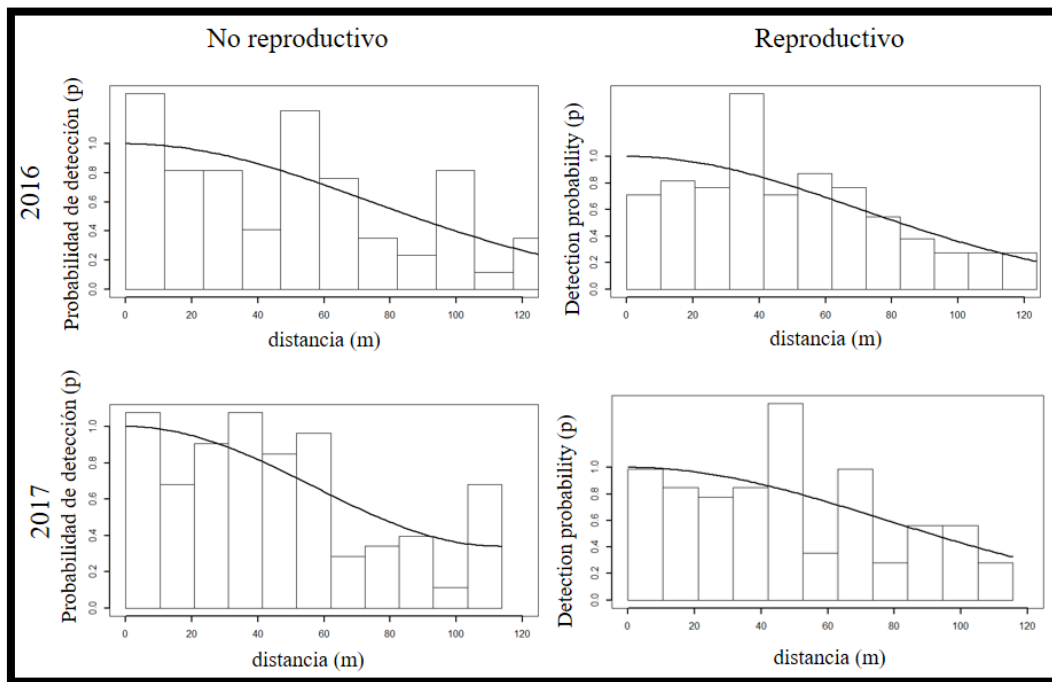 No reproductivo
Reproductivo
2016
Probabilidad de detección (p)
0.0 0.2 0.4 0.6 0.8 1.0
0 20 40 60 80 100 120
distancia (m)
Detection probability (p)
0.0 0.2 0.4 0.6 0.8 1.0
0 20 40 60 80 100 120
distancia (m)
2017
Probabilidad de detección (p)
0.0 0.2 0.4 0.6 0.8 1.0
0 20 40 60 80 100 120
distancia (m)
Detection probability (p)
0.0 0.2 0.4 0.6 0.8 1.0
0 20 40 60 80 100 120
distancia (m)